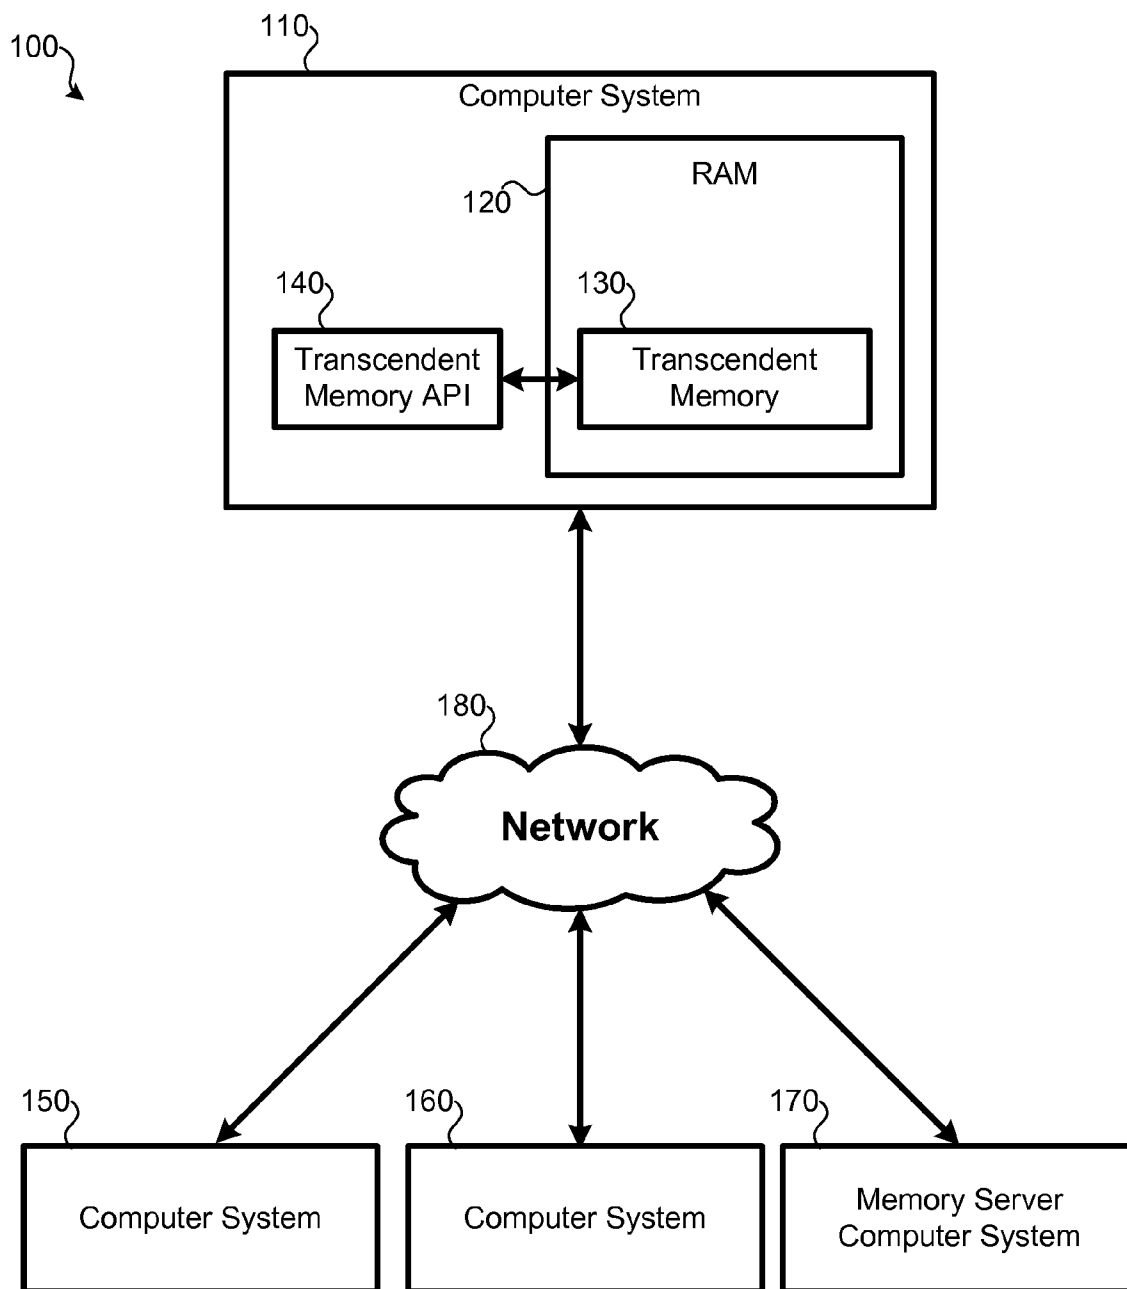 110
100
Computer System
RAM
120
140
130
Transcendent
Memory API
Transcendent
Memory
180
Network
150
160
170
Computer System
Computer System
Memory Server
Computer System